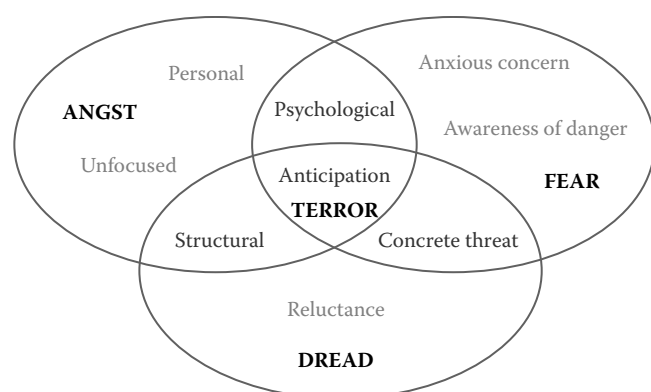 Anxious concern
Personal
ANGST
Psychological
Awareness of danger
Unfocused
Anticipation
FEAR
TERROR
Structural
Concrete threat
Reluctance
DREAD